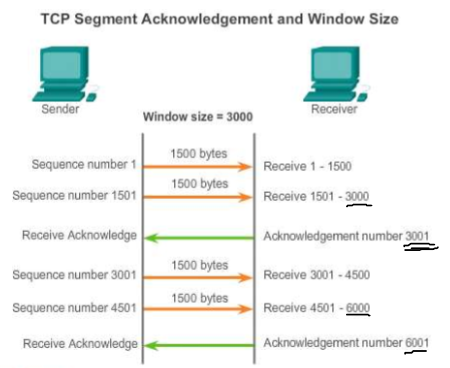 TCP Segment Acknowledgement and Window Size
Sender
Receiver
Window size = 3000
Sequence number 1
1500 bytes
Receive 1 - 1500
Sequence number 1501
1500 bytes
Receive 1501 - 3000
Receive Acknowledge
Acknowledgement number 3001
Sequence number 3001
1500 bytes
Receive 3001 - 4500
Sequence number 4501
1500 bytes
Receive 4501 - 6000
Receive Acknowledge
Acknowledgement number 6001